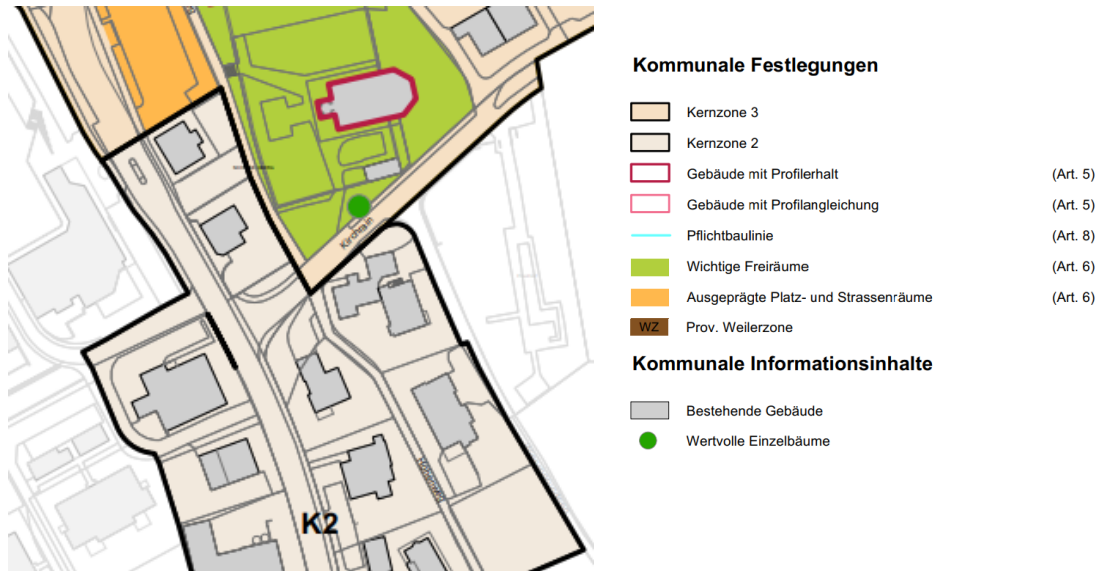 Kirchrain
K2
Kommunale Festlegungen
Kernzone 3
Kernzone 2
Gebäude mit Profilerhalt (Art. 5)
Gebäude mit Profilangleichung (Art. 5)
Pflichtbaulinie (Art. 8)
Wichtige Freiräume (Art. 6)
Ausgeprägte Platz- und Strassenräume (Art. 6)
WZ Prov. Weilerzone
Kommunale Informationsinhalte
Bestehende Gebäude
Wertvolle Einzelbäume